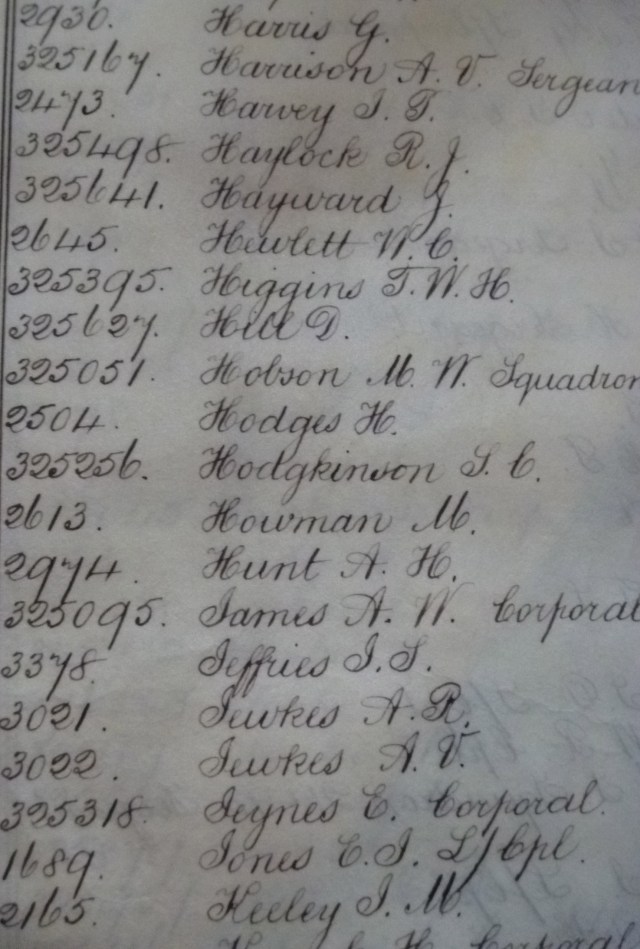 2930. Harris G.
325167. Harrison A. V. Sergean
2473. Harvey J. T.
325498. Haylock R. J.
325641. Hayward J.
2645. Hewlett W. C.
325395. Higgins T. W. H.
325627. Hill D.
325051. Hobson M. W. Squadron
2504. Hodges H.
325256. Hodgkinson S. C.
2613. Howman M.
2974. Hunt A. H.
325095. James A. W. Corporal
3378. Jeffries J. S.
3021. Jewkes A. R.
3022. Jewkes A. V.
325318. Jeynes E. Corporal.
1689. Jones C. J. L/Cpl.
2165. Keeley J. M.
Corporal